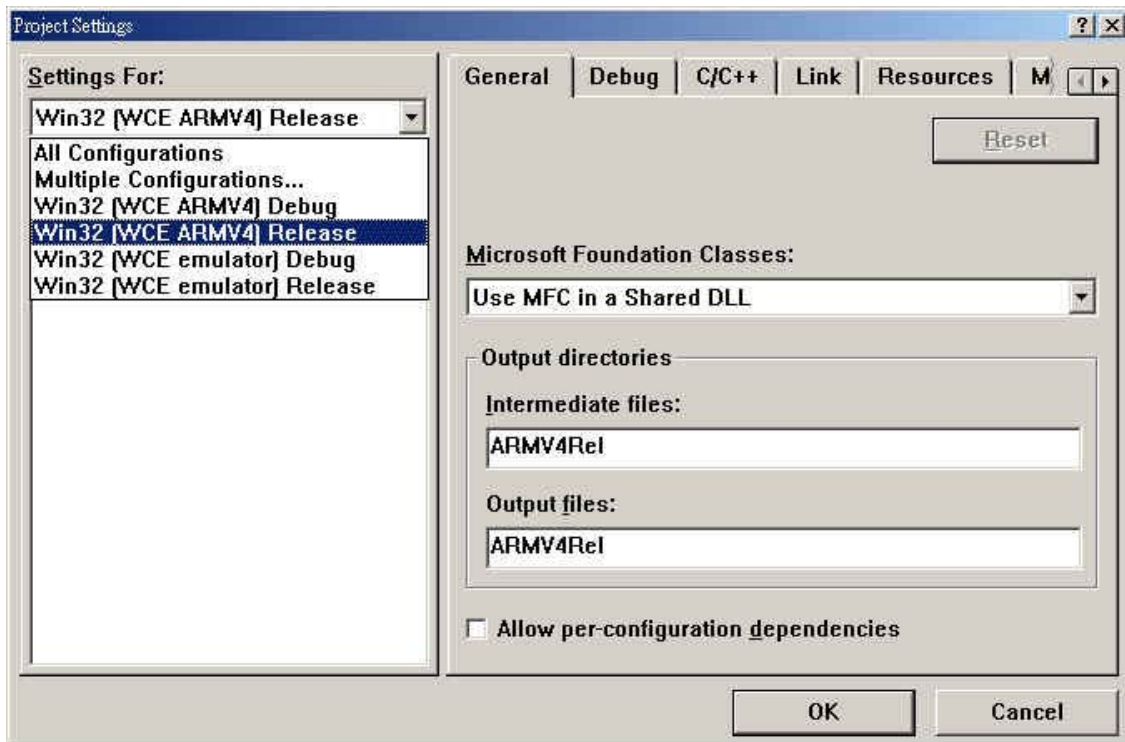 Project Settings
Settings For:
Win32 (WCE ARMV4) Release
All Configurations
Multiple Configurations...
Win32 (WCE ARMV4) Debug
Win32 (WCE ARMV4) Release
Win32 (WCE emulator) Debug
Win32 (WCE emulator) Release
General Debug C/C++ Link Resources M
Reset
Microsoft Foundation Classes:
Use MFC in a Shared DLL
Output directories
Intermediate files:
ARMV4Rel
Output files:
ARMV4Rel
Allow per-configuration dependencies
OK Cancel